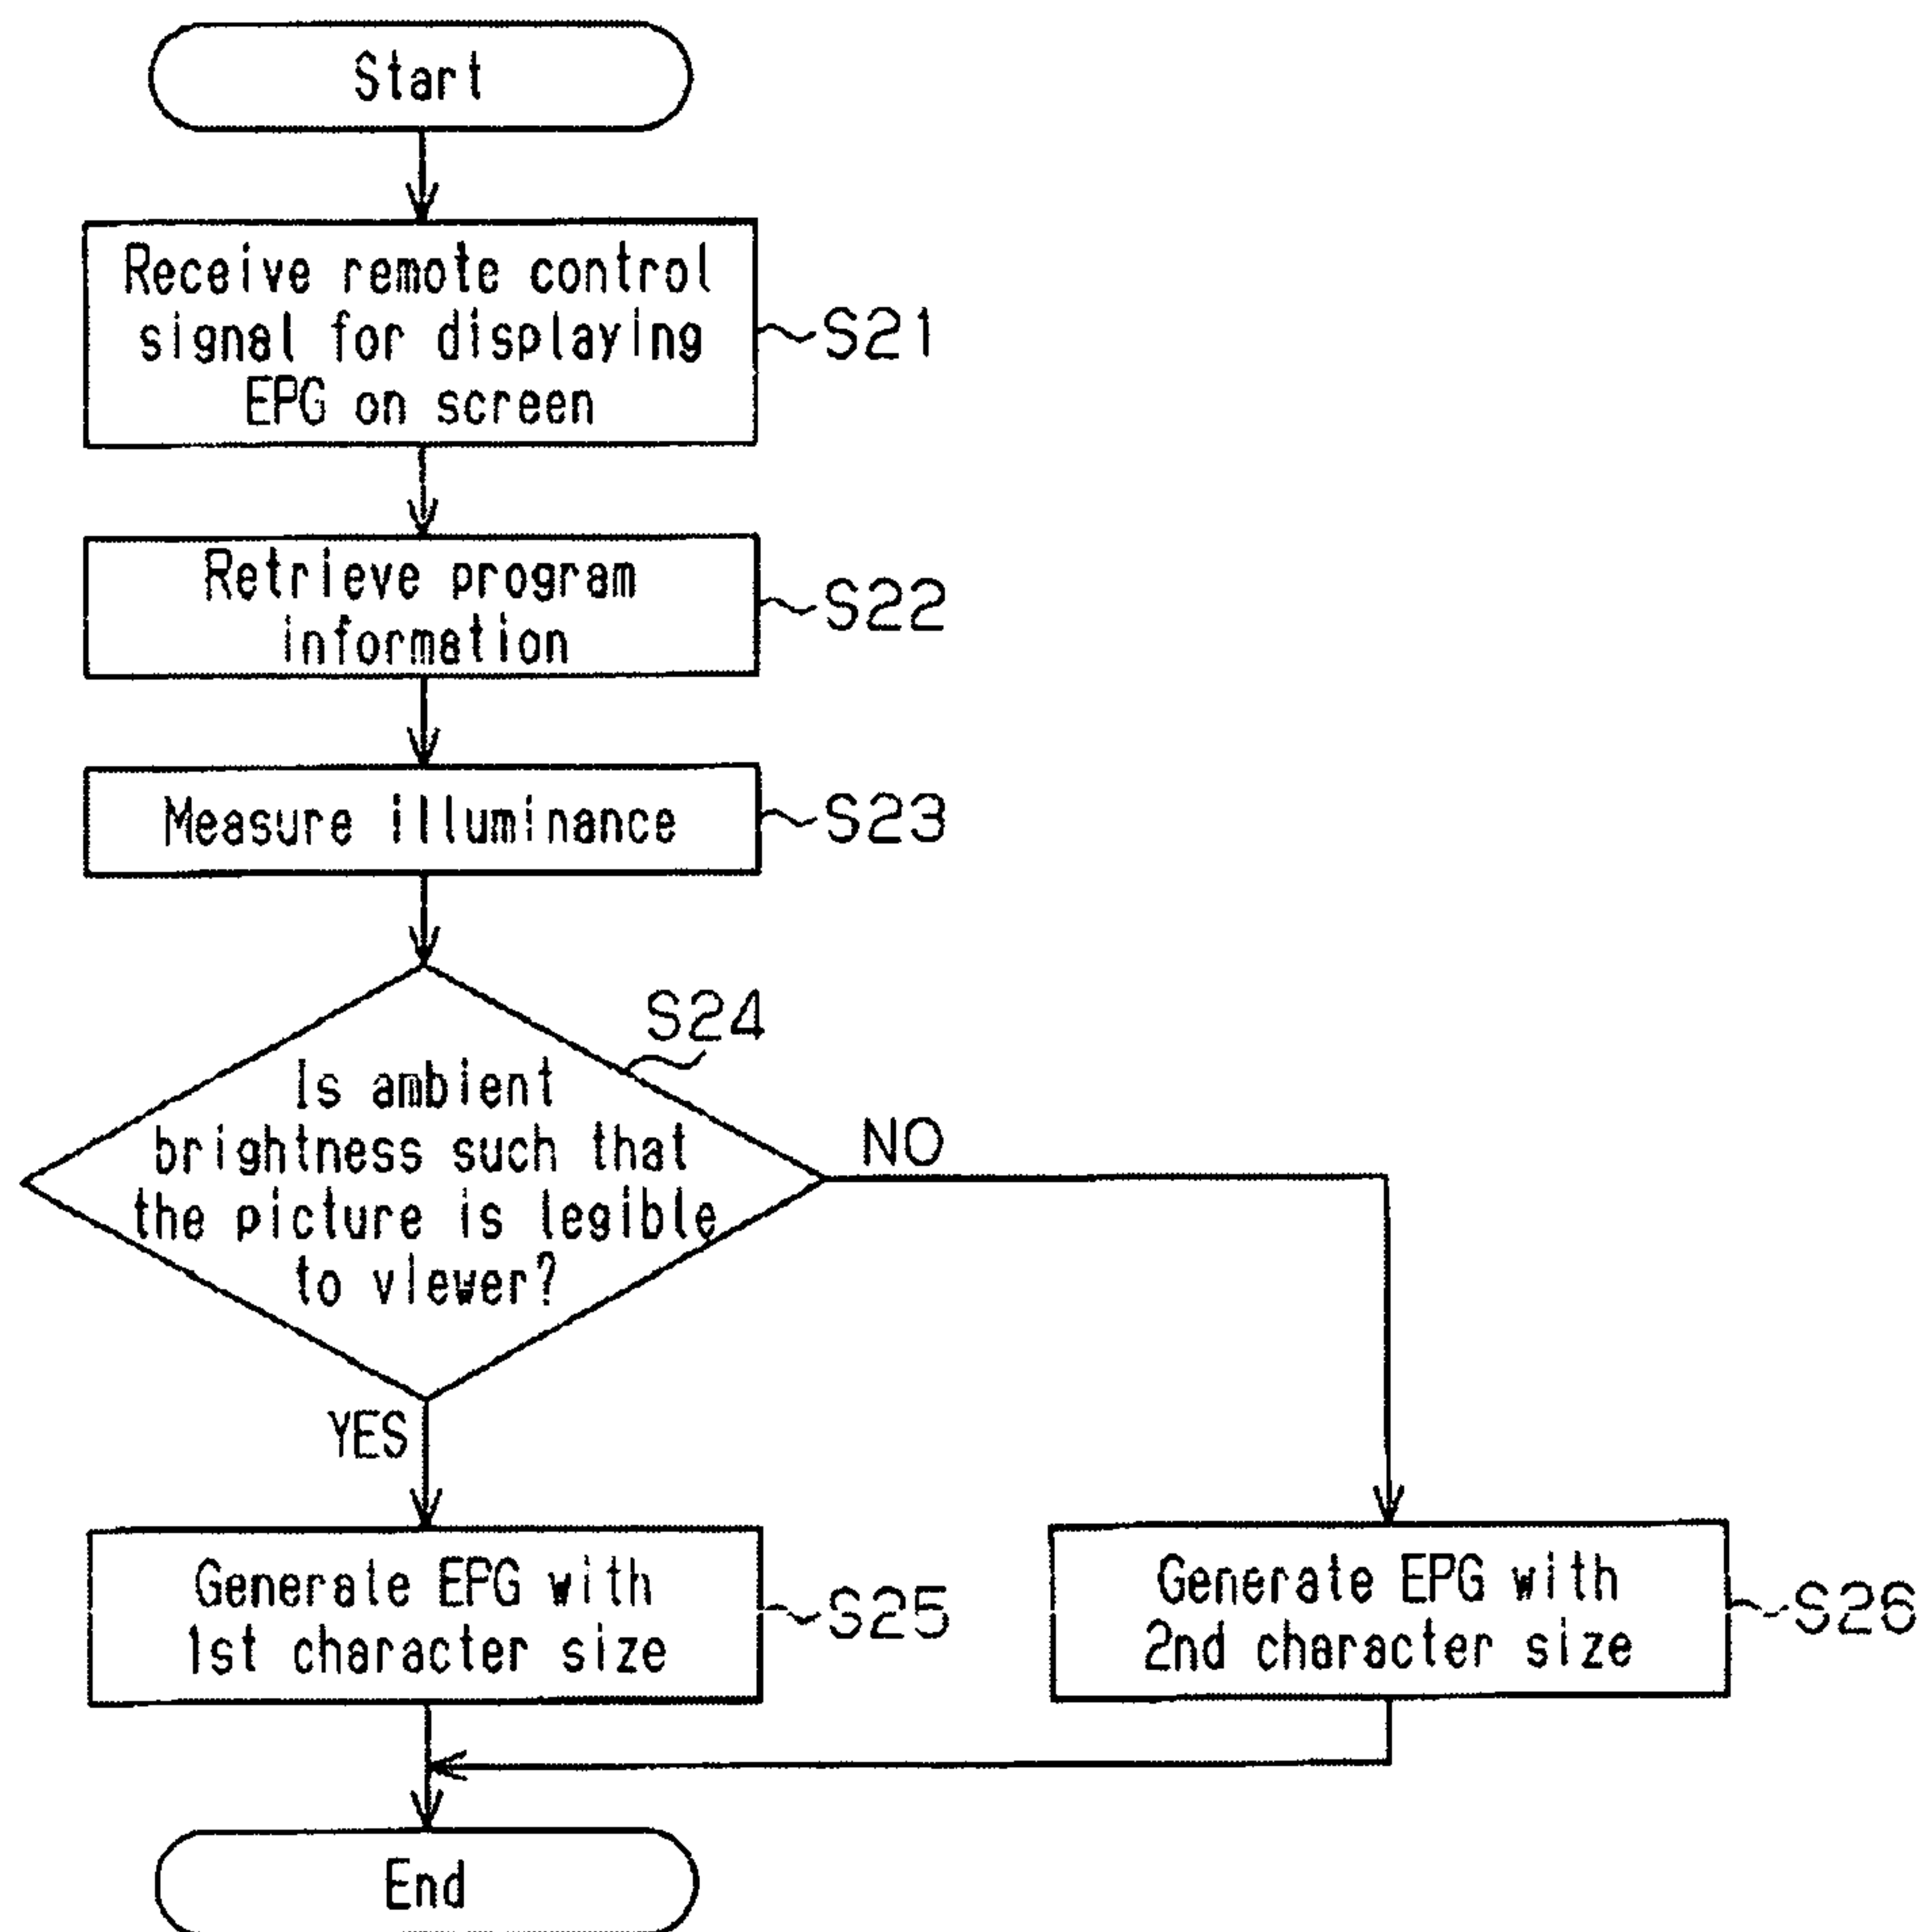 Start
Receive remote control
signal for displaying
EPG on screen
S21
Retrieve program
information
S22
Measure illuminance
S23
S24
Is ambient
brightness such that
the picture is legible
to viewer?
NO
YES
Generate EPG with
1st character size
S25
Generate EPG with
2nd character size
S26
End